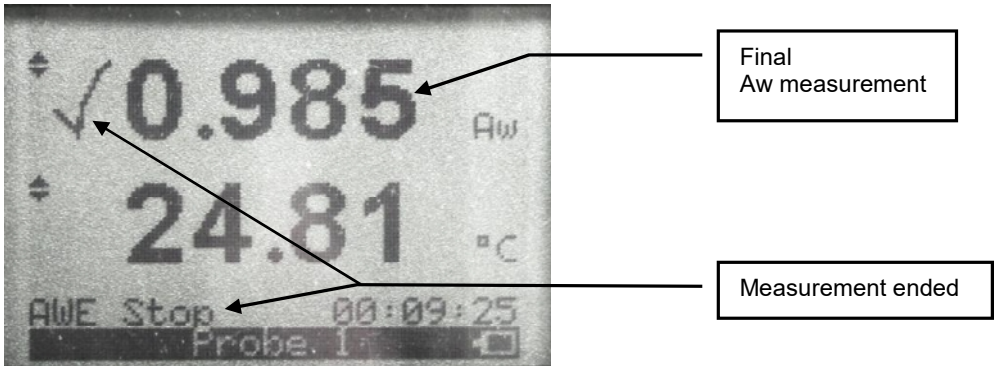 0.985 Aw
24.81 °C
AWE Stop 00:09:25
Probe 1
Final
Aw measurement
Measurement ended